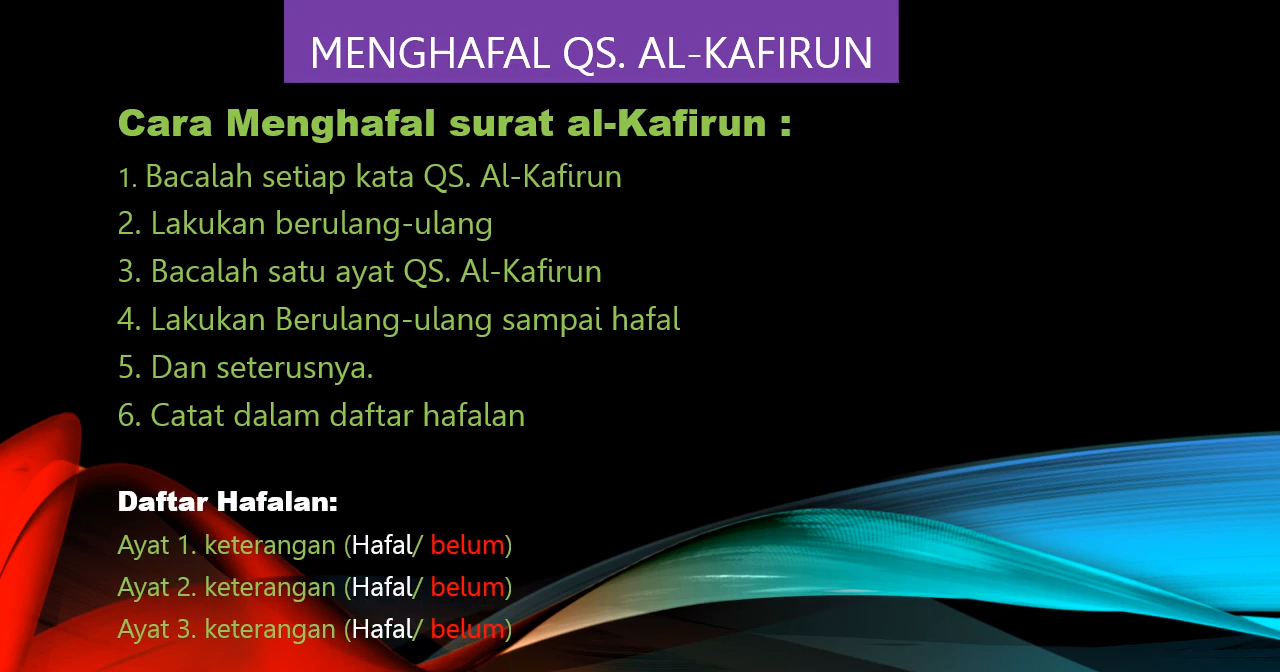 MENGHAFAL QS. AL-KAFIRUN
Cara Menghafal surat al-Kafirun :
1. Bacalah setiap kata QS. Al-Kafirun
2. Lakukan berulang-ulang
3. Bacalah satu ayat QS. Al-Kafirun
4. Lakukan Berulang-ulang sampai hafal
5. Dan seterusnya.
6. Catat dalam daftar hafalan
Daftar Hafalan:
Ayat 1. keterangan (Hafal/ belum)
Ayat 2. keterangan (Hafal/ belum)
Ayat 3. keterangan (Hafal/ belum)